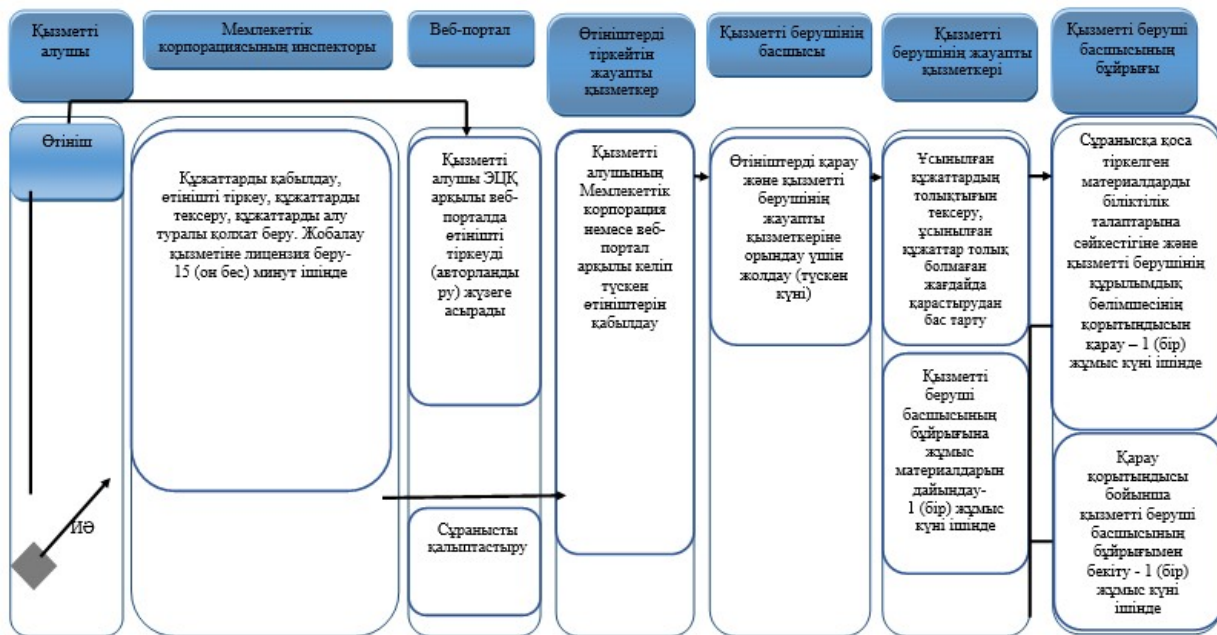 Қызметті
алушы
Мемлекеттік
корпорациясының инспекторы
Веб-портал
Өтініштерді
тіркейтін
жауапты
қызметкер
Қызметті берушінің
басшысы
Қызметті
берушінің жауапты
қызметкері
Қызметті беруші
басшысының
бұйрығы
Өтініш
ИӘ
Құжаттарды қабылдау,
өтінішті тіркеу, құжаттарды
тексеру, құжаттарды алу
туралы қолхат беру. Жобалау
қызметіне лицензия беру-
15 (он бес) минут ішінде
Қызметті
алушы ЭЦҚ
арқылы веб-
порталда
өтінішті
тіркеуді
(авторланды
ру) жүзеге
асырады
Сұранысты
қалыптастыру
Қызметті
алушының
Мемлекеттік
корпорация
немесе веб-
портал
арқылы келіп
түскен
өтініштерін
қабылдау
Өтініштерді қарау
және қызметті
берушінің
жауапты
қызметкеріне
орындау үшін
жолдау (түскен
күні)
Ұсынылған
құжаттардың
толықтығын
тексеру,
ұсынылған
құжаттар толық
болмаған
жағдайда
қарастырудан
бас тарту
Қызметті
беруші
басшысының
бұйрығына
жұмыс
материалдарын
дайындау-
1 (бір) жұмыс
күні ішінде
Сұранысқа қоса
тіркелген
материалдарды
біліктілік
талаптарына
сәйкестігіне және
қызметті берушінің
құрылымдық
бөлімшесінің
қорытындысын
қарау – 1 (бір)
жұмыс күні ішінде
Қарау
қорытындысы
бойынша
қызметті беруші
басшысының
бұйрығымен
бекіту - 1 (бір)
жұмыс күні
ішінде